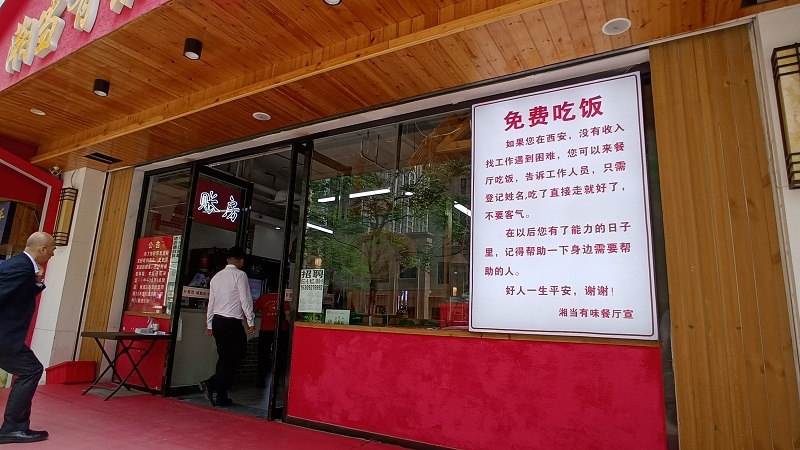 免费吃饭
如果您在西安，没有收入
找工作遇到困难，您可以来餐
厅吃饭，告诉工作人员，只需
登记姓名,吃了直接走就好了，
不要客气。
在以后您有了能力的日子
里，记得帮助一下身边需要帮
助的人。
好人一生平安，谢谢！
湘当有味餐厅宣
账房
公告
招聘